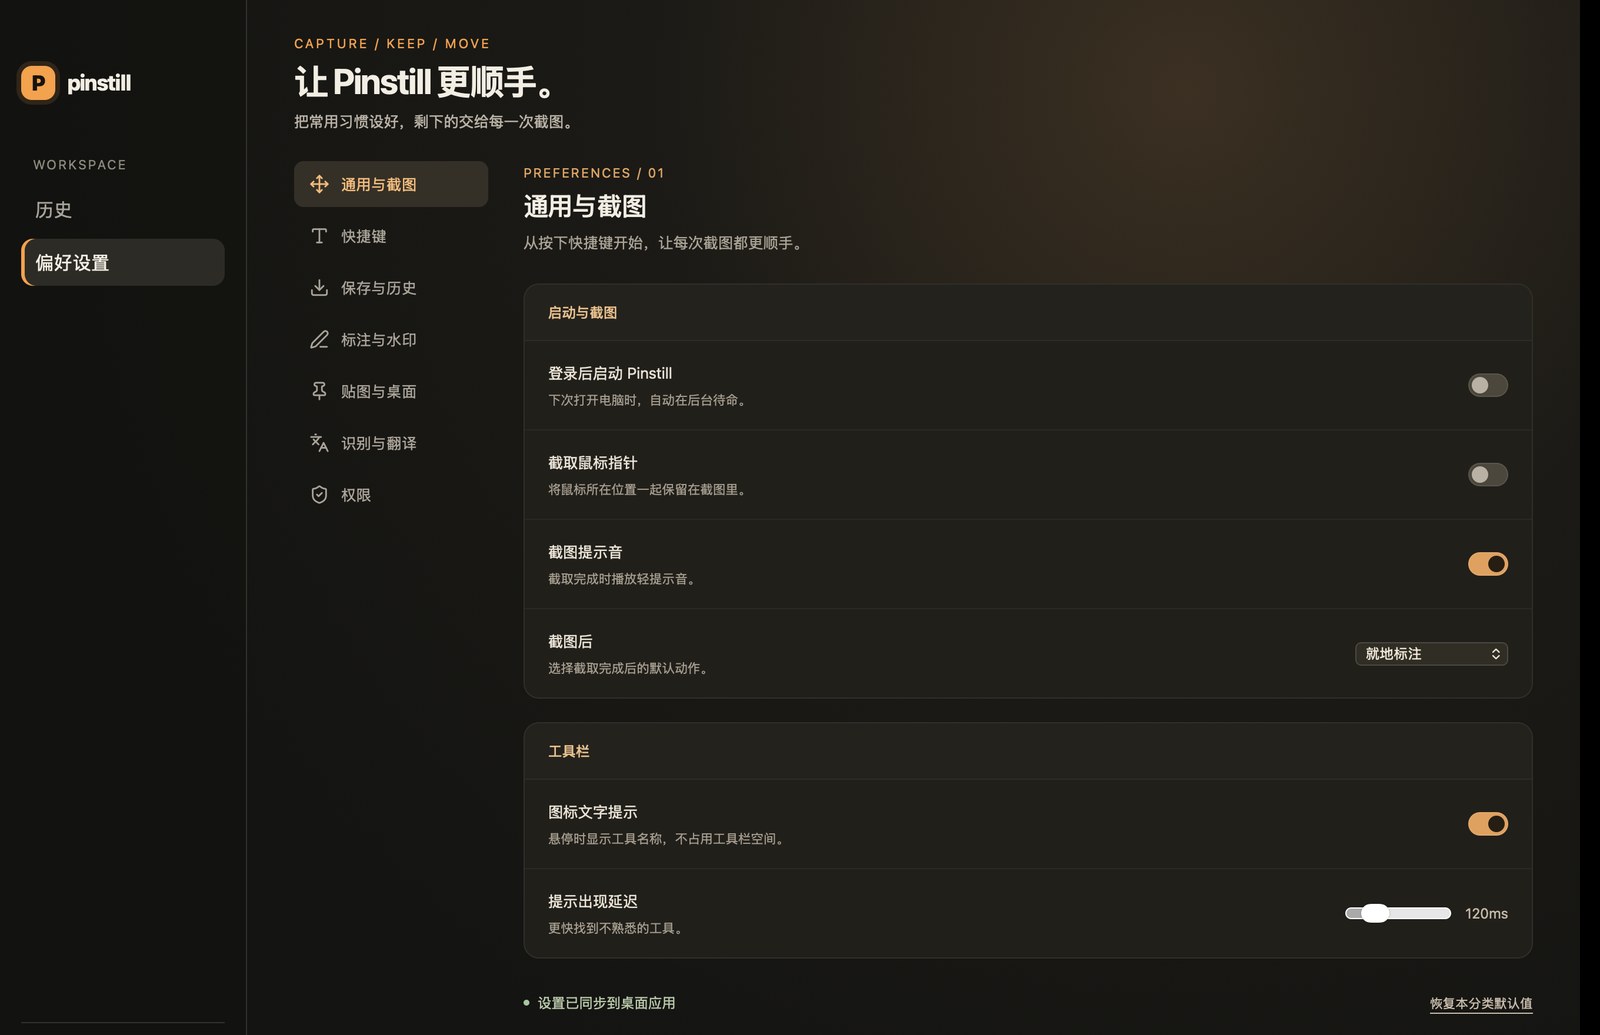 P pinstill
WORKSPACE
历史
偏好设置
CAPTURE / KEEP / MOVE
让 Pinstill 更顺手。
把常用习惯设好，剩下的交给每一次截图。
通用与截图
快捷键
保存与历史
标注与水印
贴图与桌面
识别与翻译
权限
PREFERENCES / 01
通用与截图
从按下快捷键开始，让每次截图都更顺手。
启动与截图
登录后启动 Pinstill
下次打开电脑时，自动在后台待命。
截取鼠标指针
将鼠标所在位置一起保留在截图里。
截图提示音
截取完成时播放轻提示音。
截图后
选择截取完成后的默认动作。
就地标注
工具栏
图标文字提示
悬停时显示工具名称，不占用工具栏空间。
提示出现延迟
更快找到不熟悉的工具。
120ms
设置已同步到桌面应用
恢复本分类默认值